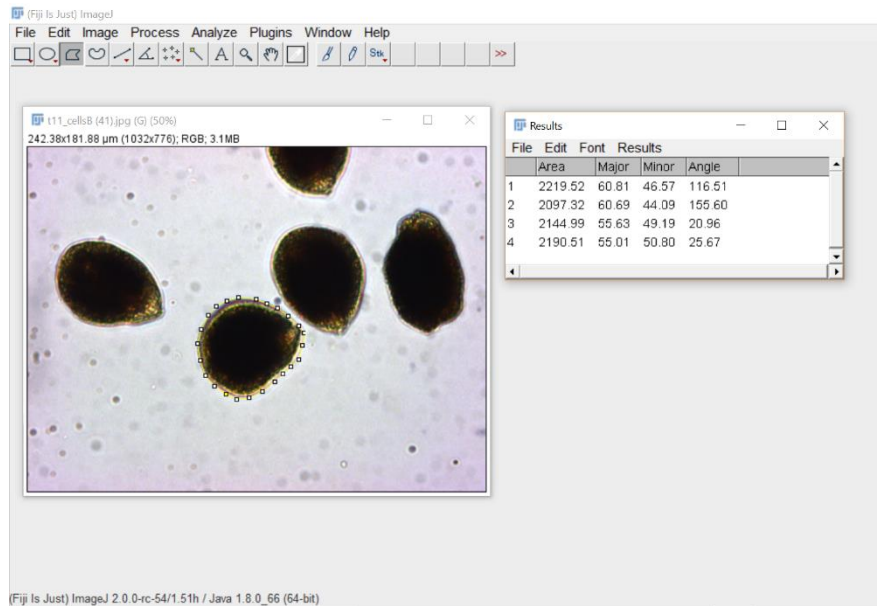 (Fiji Is Just) ImageJ
File Edit Image Process Analyze Plugins Window Help
A Stk >>
t11_cellsB (41).jpg (G) (50%)
242.38x181.88 µm (1032x776); RGB; 3.1MB
Results
File Edit Font Results
Area Major Minor Angle
1 2219.52 60.81 46.57 116.51
2 2097.32 60.69 44.09 155.60
3 2144.99 55.63 49.19 20.96
4 2190.51 55.01 50.80 25.67
(Fiji Is Just) ImageJ 2.0.0-rc-54/1.51h / Java 1.8.0_66 (64-bit)